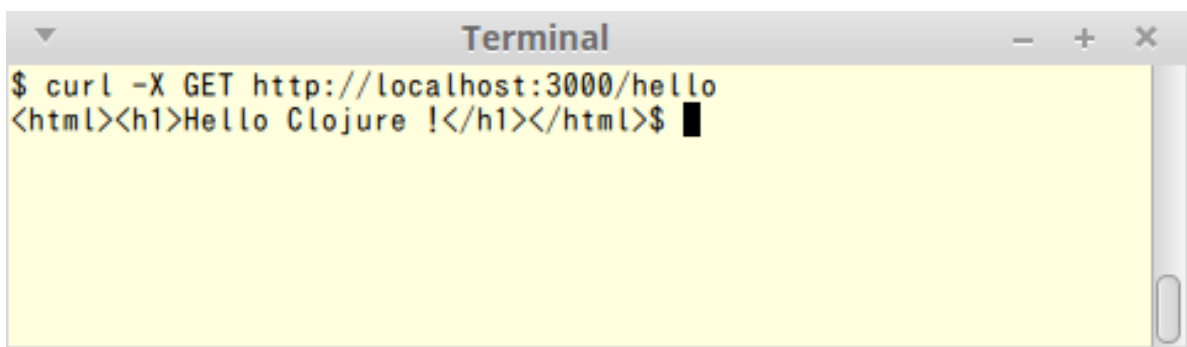 Terminal
$ curl -X GET http://localhost:3000/hello
<html><h1>Hello Clojure !</h1></html>$